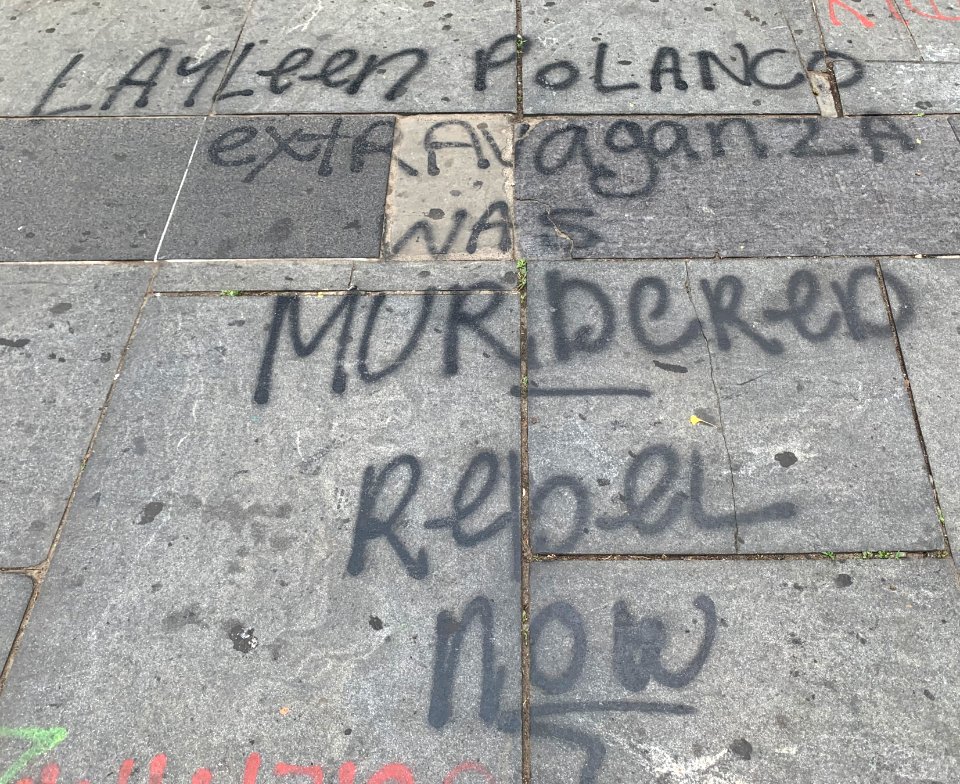 LAYLeen POLANCO
extRAVaganZA
WAS
MURDeReD
RebeL
now